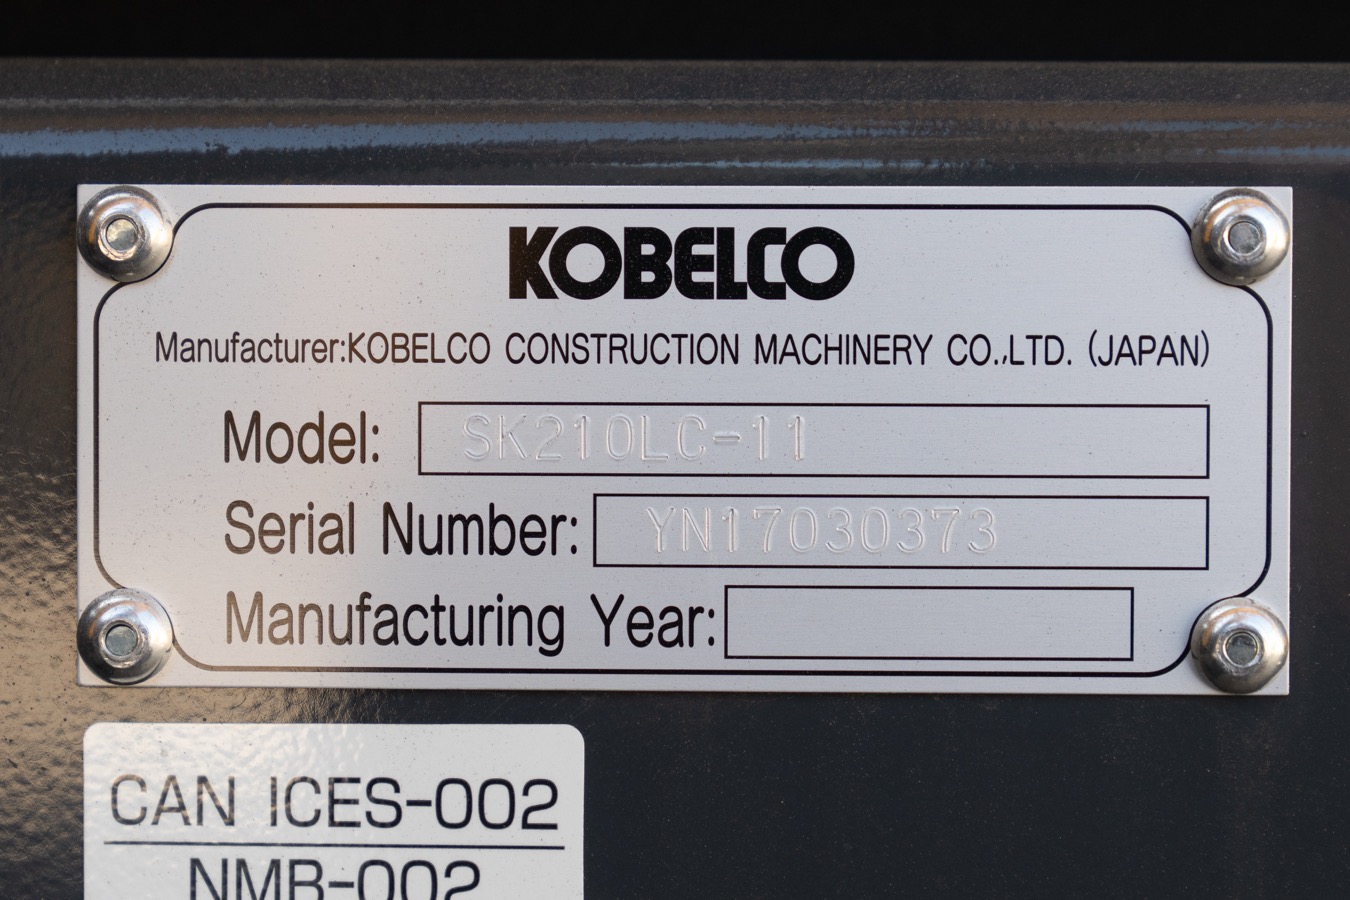 KOBELCO
Manufacturer:KOBELCO CONSTRUCTION MACHINERY CO.,LTD. (JAPAN)
Model: SK210LC-11
Serial Number: YN17030373
Manufacturing Year:
CAN ICES-002
NMB-002